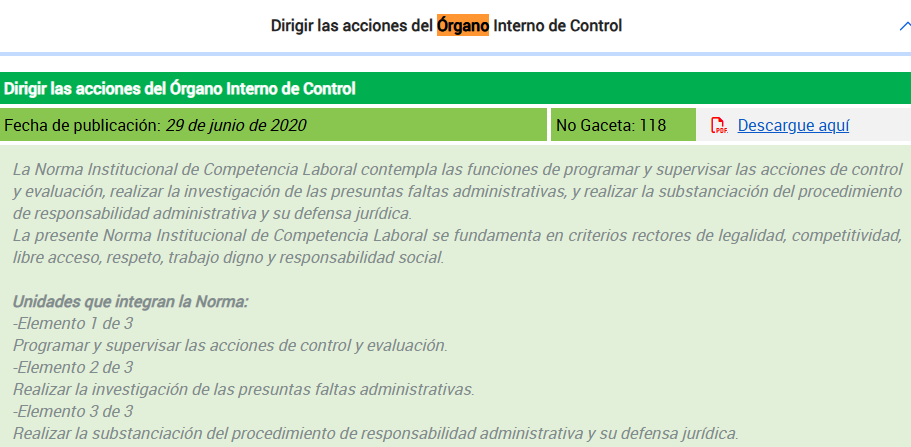 Dirigir las acciones del Órgano Interno de Control
Dirigir las acciones del Órgano Interno de Control
Fecha de publicación: 29 de junio de 2020 No Gaceta: 118 PDF Descargue aquí
La Norma Institucional de Competencia Laboral contempla las funciones de programar y supervisar las acciones de control
y evaluación, realizar la investigación de las presuntas faltas administrativas, y realizar la substanciación del procedimiento
de responsabilidad administrativa y su defensa jurídica.
La presente Norma Institucional de Competencia Laboral se fundamenta en criterios rectores de legalidad, competitividad,
libre acceso, respeto, trabajo digno y responsabilidad social.
Unidades que integran la Norma:
-Elemento 1 de 3
Programar y supervisar las acciones de control y evaluación.
-Elemento 2 de 3
Realizar la investigación de las presuntas faltas administrativas.
-Elemento 3 de 3
Realizar la substanciación del procedimiento de responsabilidad administrativa y su defensa jurídica.